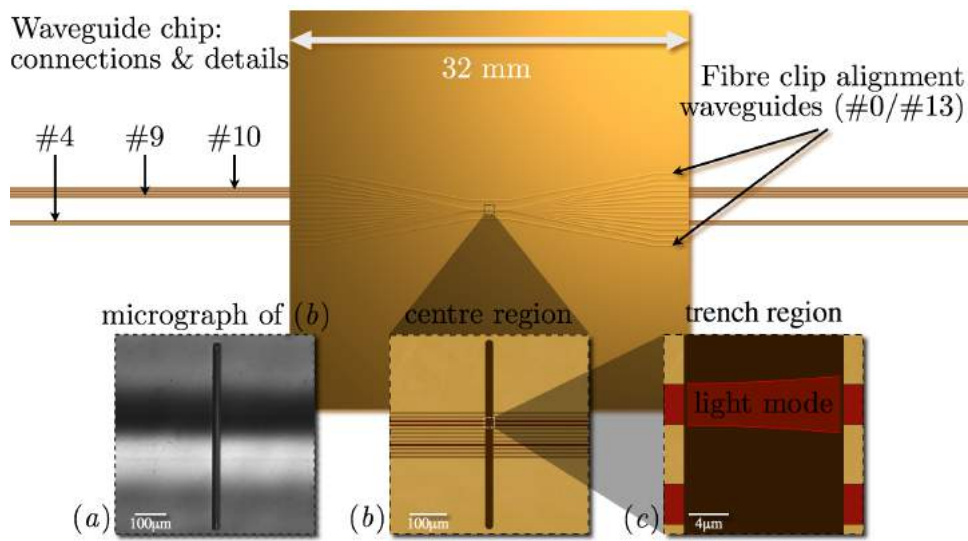 Waveguide chip:
connections & details
32 mm
Fibre clip alignment
waveguides (#0/#13)
#4
#9
#10
micrograph of (b)
centre region
trench region
light mode
(a)
100µm
(b)
100µm
(c)
4µm